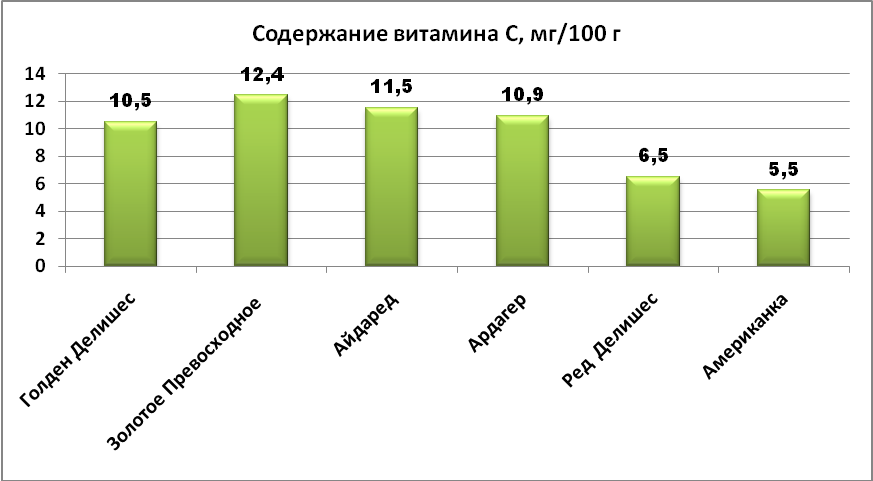 Содержание витамина С, мг/100 г
14
12
10
8
6
4
2
0
10,5
12,4
11,5
10,9
6,5
5,5
Голден Делишес
Золотое Превосходное
Айдаред
Ардагер
Ред Делишес
Американка